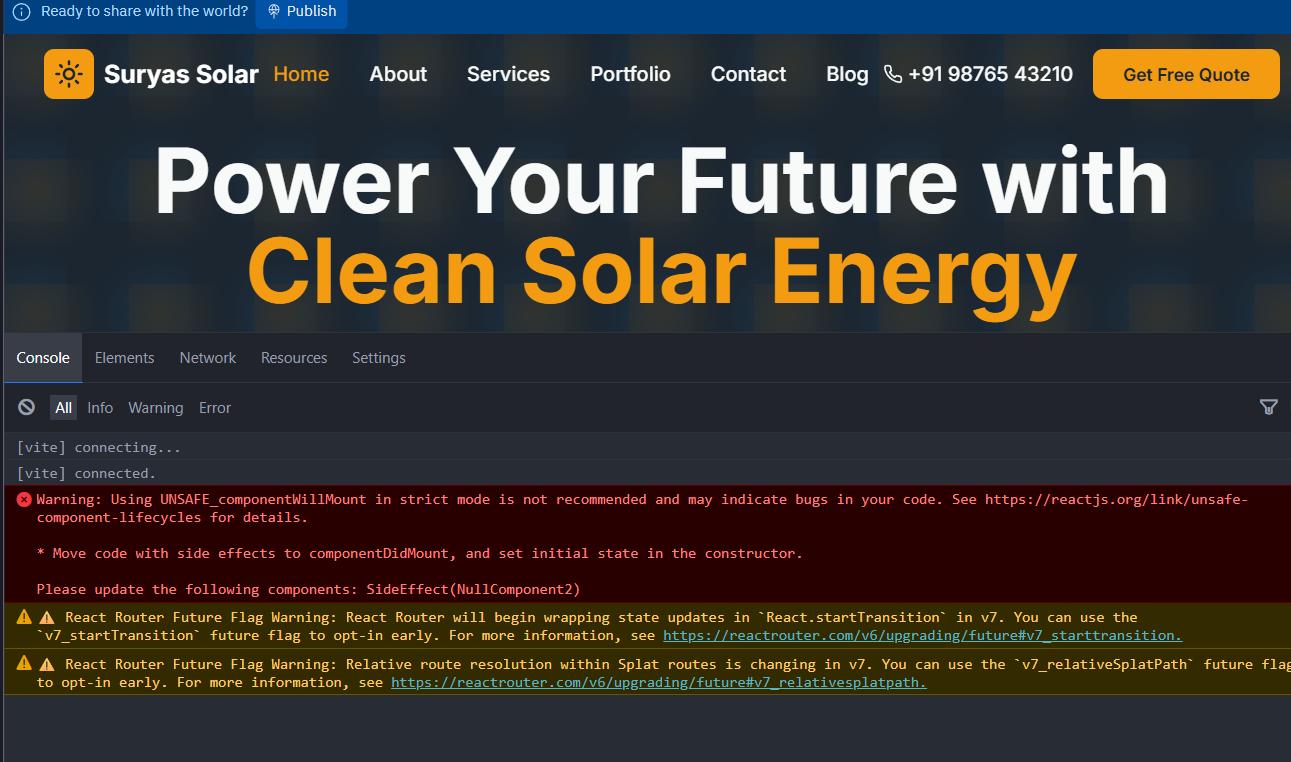 Ready to share with the world? Publish
Suryas Solar Home About Services Portfolio Contact Blog +91 98765 43210 Get Free Quote
Power Your Future with
Clean Solar Energy
Console Elements Network Resources Settings
All Info Warning Error
[vite] connecting...
[vite] connected.
Warning: Using UNSAFE_componentWillMount in strict mode is not recommended and may indicate bugs in your code. See https://reactjs.org/link/unsafe-
component-lifecycles for details.
* Move code with side effects to componentDidMount, and set initial state in the constructor.
Please update the following components: SideEffect(NullComponent2)
React Router Future Flag Warning: React Router will begin wrapping state updates in `React.startTransition` in v7. You can use the
`v7_startTransition` future flag to opt-in early. For more information, see https://reactrouter.com/v6/upgrading/future#v7_starttransition.
React Router Future Flag Warning: Relative route resolution within Splat routes is changing in v7. You can use the `v7_relativeSplatPath` future flag
to opt-in early. For more information, see https://reactrouter.com/v6/upgrading/future#v7_relativesplatpath.